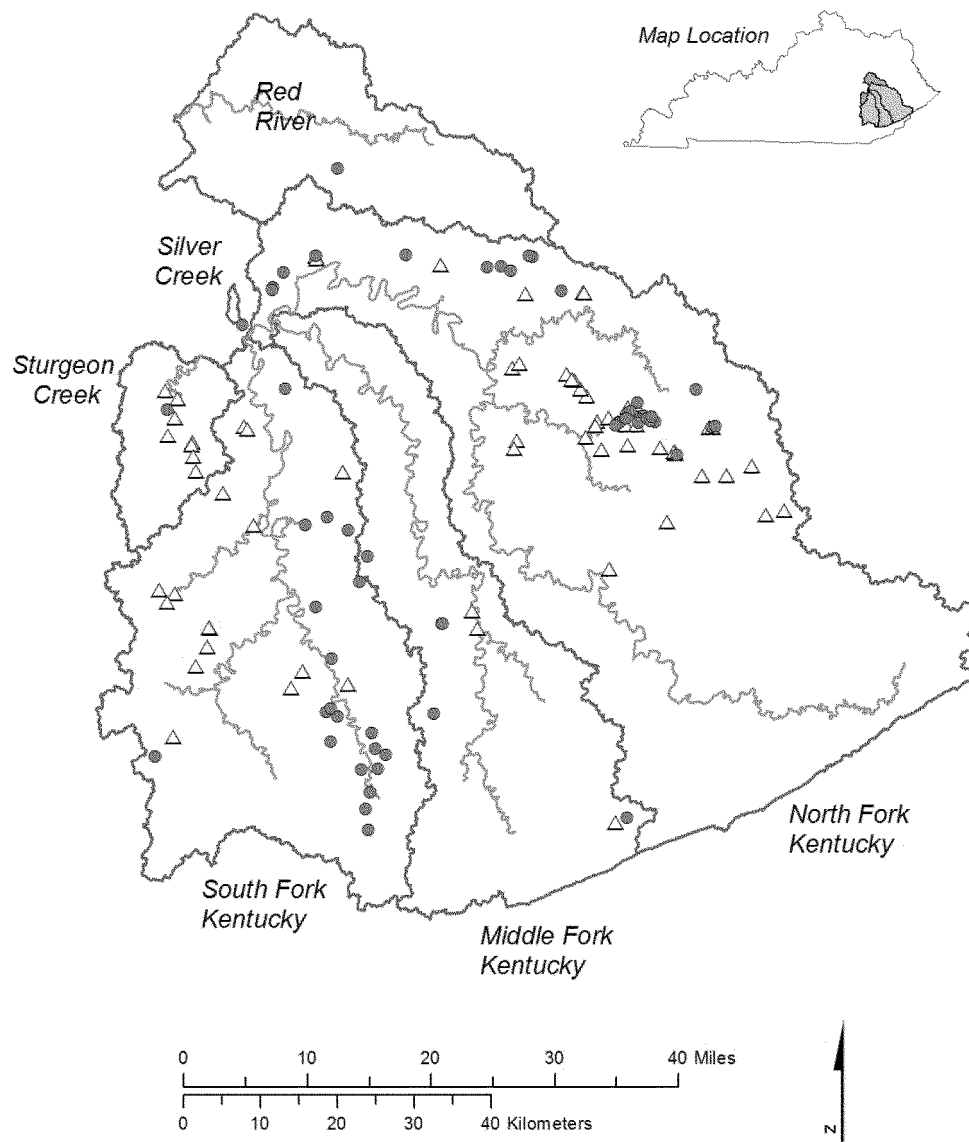 Map Location
Red
River
Silver
Creek
Sturgeon
Creek
North Fork
Kentucky
South Fork
Kentucky
Middle Fork
Kentucky
0 10 20 30 40 Miles
0 10 20 30 40 Kilometers
N